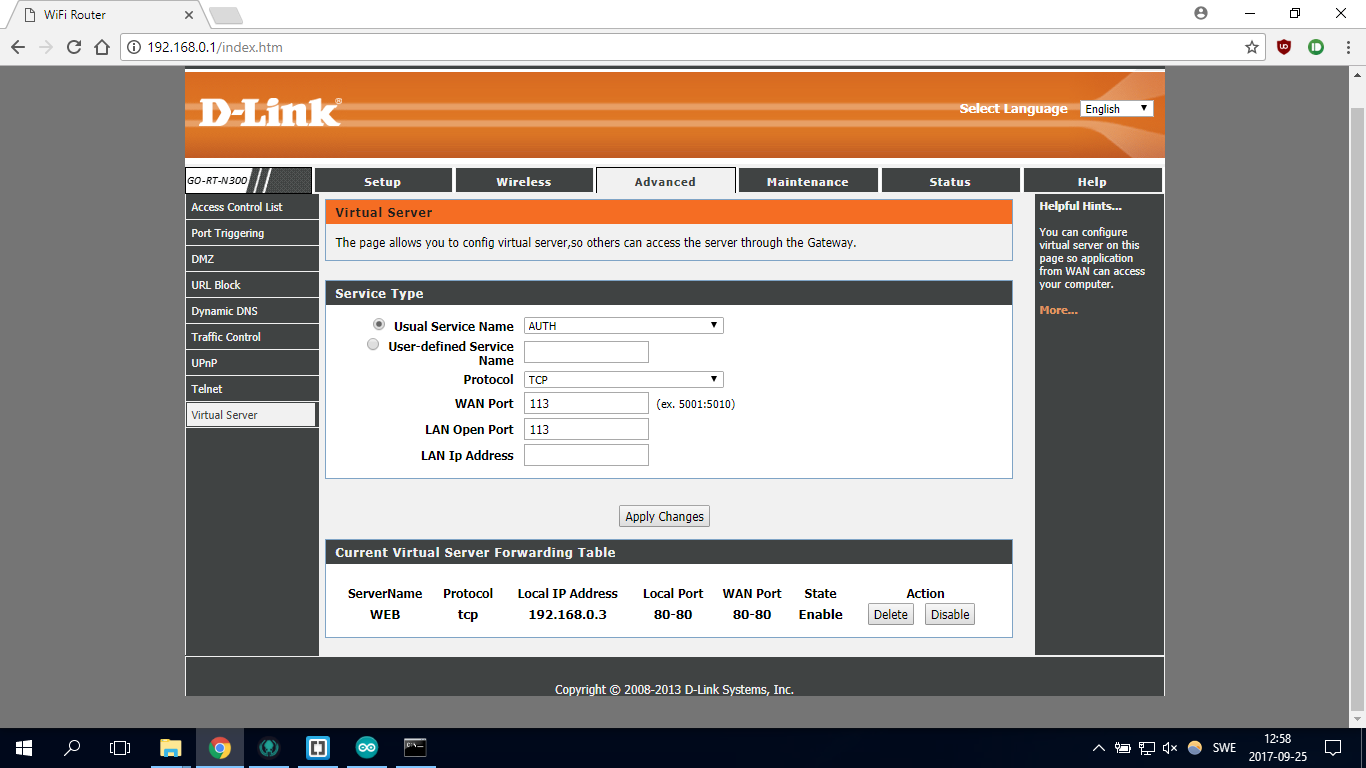 WiFi Router
192.168.0.1/index.htm
D-Link®
Select Language English
GO-RT-N300
Setup Wireless Advanced Maintenance Status Help
Access Control List
Port Triggering
DMZ
URL Block
Dynamic DNS
Traffic Control
UPnP
Telnet
Virtual Server
Virtual Server
The page allows you to config virtual server,so others can access the server through the Gateway.
Service Type
Usual Service Name AUTH
User-defined Service
Name
Protocol TCP
WAN Port 113 (ex. 5001:5010)
LAN Open Port 113
LAN Ip Address
Apply Changes
Current Virtual Server Forwarding Table
ServerName Protocol Local IP Address Local Port WAN Port State Action
WEB tcp 192.168.0.3 80-80 80-80 Enable Delete Disable
Helpful Hints...
You can configure
virtual server on this
page so application
from WAN can access
your computer.
More...
Copyright © 2008-2013 D-Link Systems, Inc.
SWE
12:58
2017-09-25